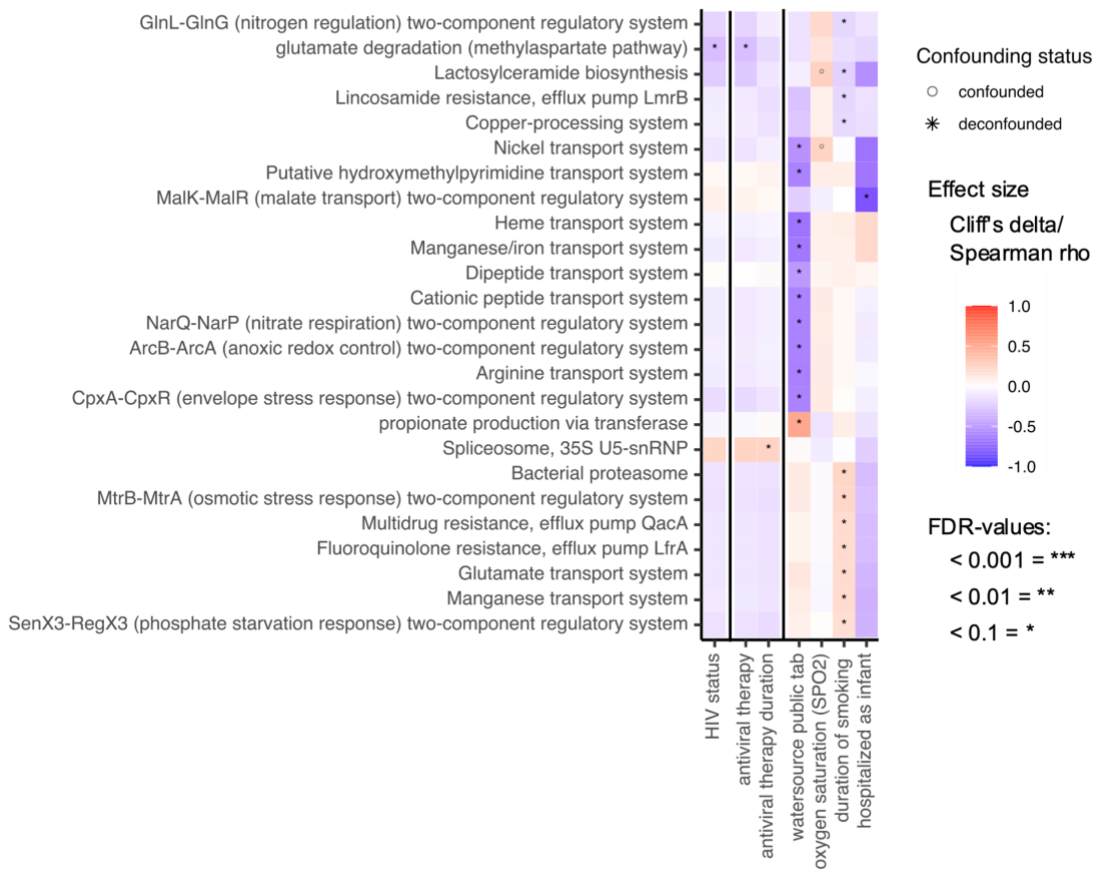 GlnL-GlnG (nitrogen regulation) two-component regulatory system
glutamate degradation (methylaspartate pathway)
Lactosylceramide biosynthesis
Lincosamide resistance, efflux pump LmrB
Copper-processing system
Nickel transport system
Putative hydroxymethylpyrimidine transport system
MalK-MalR (malate transport) two-component regulatory system
Heme transport system
Manganese/iron transport system
Dipeptide transport system
Cationic peptide transport system
NarQ-NarP (nitrate respiration) two-component regulatory system
ArcB-ArcA (anoxic redox control) two-component regulatory system
Arginine transport system
CpxA-CpxR (envelope stress response) two-component regulatory system
propionate production via transferase
Spliceosome, 35S U5-snRNP
Bacterial proteasome
MtrB-MtrA (osmotic stress response) two-component regulatory system
Multidrug resistance, efflux pump QacA
Fluoroquinolone resistance, efflux pump LfrA
Glutamate transport system
Manganese transport system
SenX3-RegX3 (phosphate starvation response) two-component regulatory system
HIV status
antiviral therapy
antiviral therapy duration
watersource public tab
oxygen saturation (SPO2)
duration of smoking
hospitalized as infant
Confounding status
confounded
deconfounded
Effect size
Cliff's delta/
Spearman rho
1.0
0.5
0.0
-0.5
-1.0
FDR-values:
< 0.001 = ***
< 0.01 = **
< 0.1 = *